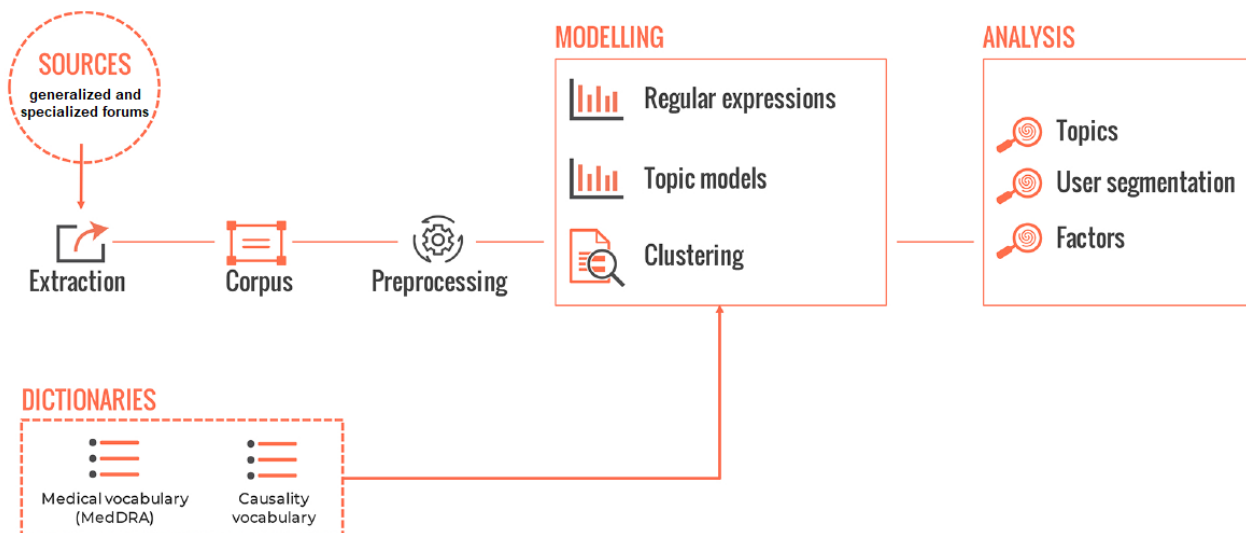 SOURCES
generalized and
specialized forums
Extraction
Corpus
Preprocessing
MODELLING
Regular expressions
Topic models
Clustering
ANALYSIS
Topics
User segmentation
Factors
DICTIONARIES
Medical vocabulary
(MedDRA)
Causality
vocabulary